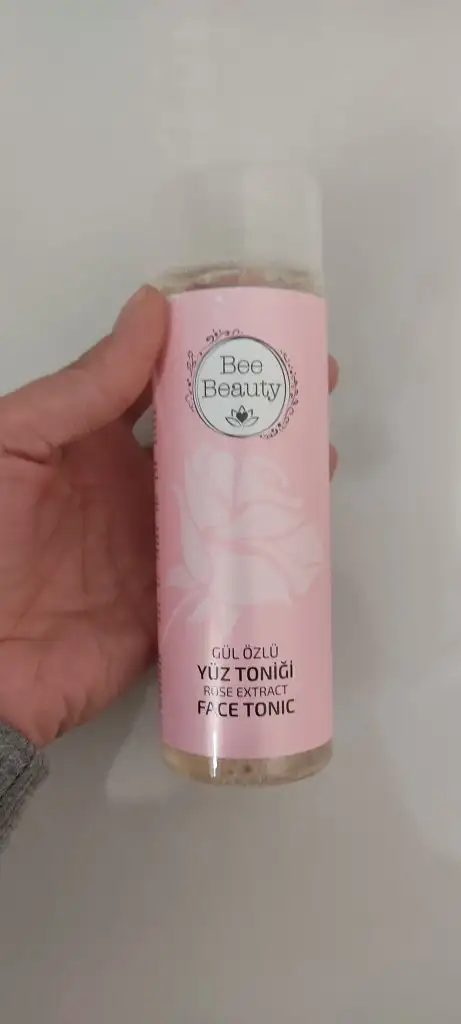 Bee
Beauty
GÜL ÖZLÜ
YÜZ TONİĞİ
ROSE EXTRACT
FACE TONIC